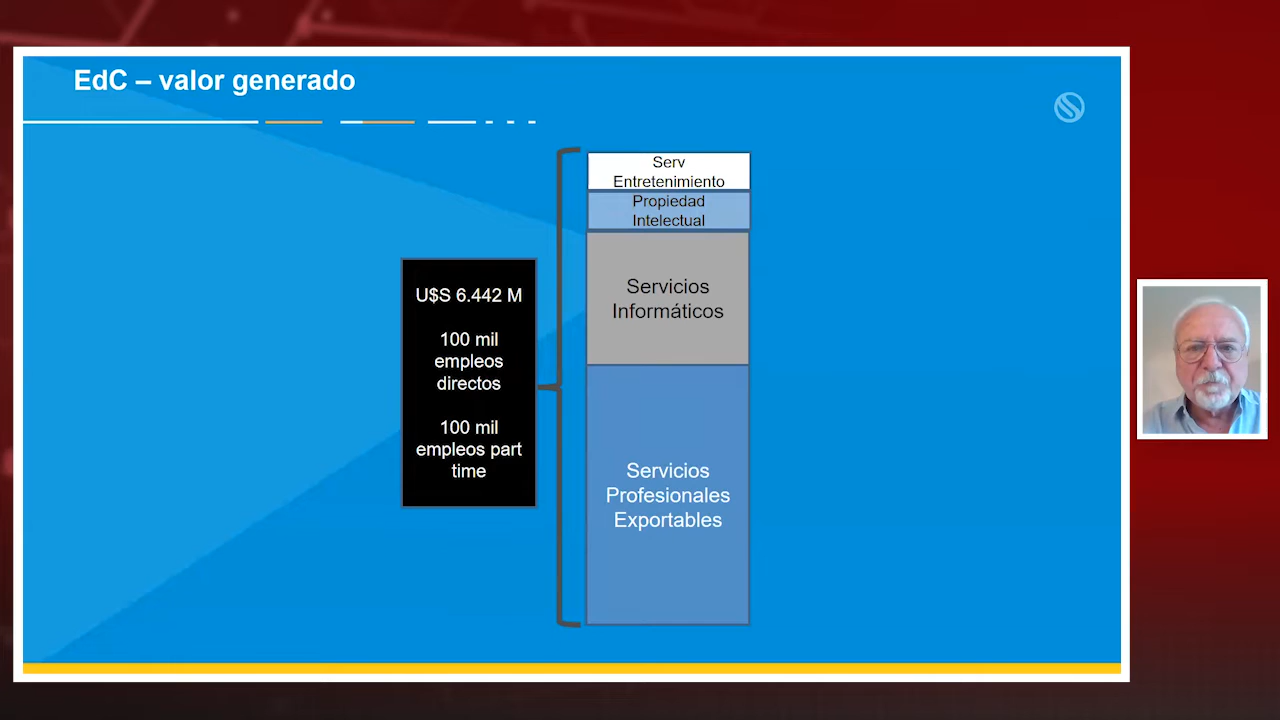 EdC – valor generado
Serv
Entretenimiento
Propiedad
Intelectual
Servicios
Informáticos
U$S 6.442 M
100 mil
empleos
directos
100 mil
empleos part
time
Servicios
Profesionales
Exportables